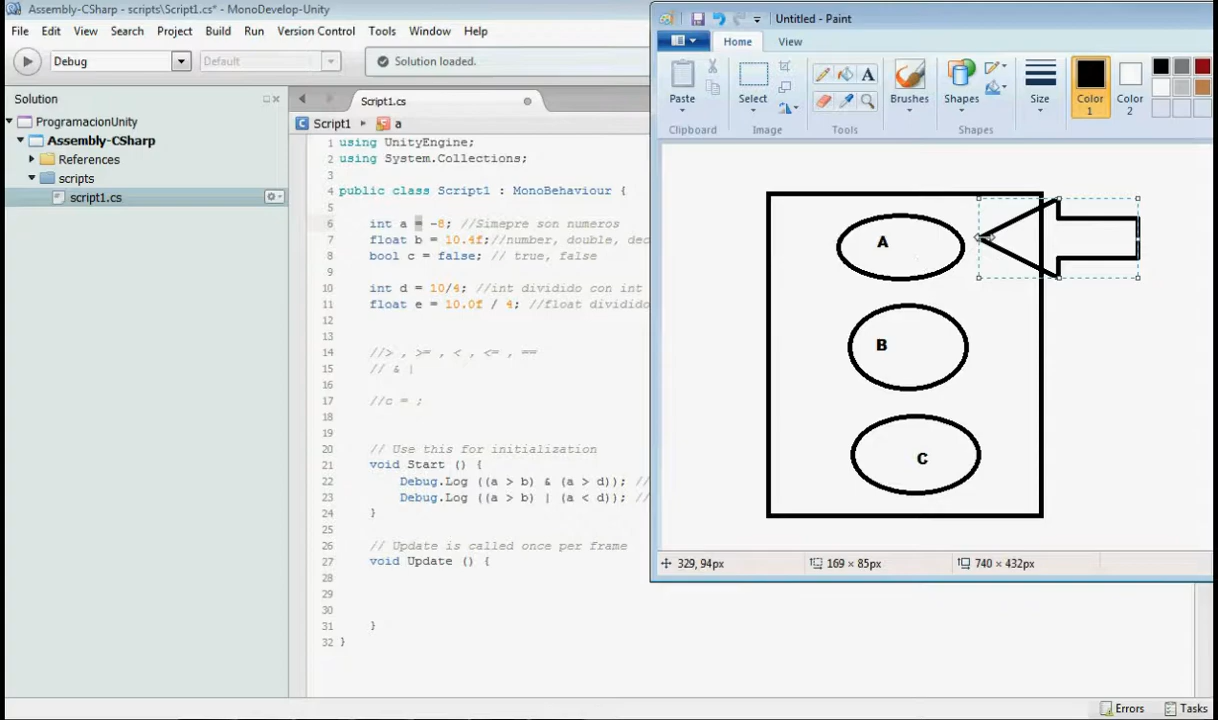 Assembly-CSharp - scripts\Script1.cs* - MonoDevelop-Unity
File Edit View Search Project Build Run Version Control Tools Window Help
Debug Default Solution loaded.
Solution
ProgramacionUnity
Assembly-CSharp
References
scripts
script1.cs
Script1.cs
Script1 a
1 using UnityEngine;
2 using System.Collections;
3
4 public class Script1 : MonoBehaviour {
5
6 int a = -8; //Simepre son numeros
7 float b = 10.4f;//number, double, dec
8 bool c = false; // true, false
9
10 int d = 10/4; //int dividido con int
11 float e = 10.0f / 4; //float dividido
12
13
14 //> , >= , < , <= , ==
15 // & |
16
17 //c = ;
18
19
20 // Use this for initialization
21 void Start () {
22 Debug.Log ((a > b) & (a > d)); //
23 Debug.Log ((a > b) | (a < d)); //
24 }
25
26 // Update is called once per frame
27 void Update () {
28
29
30
31 }
32 }
Untitled - Paint
Home View
Paste Select Brushes Shapes Size Color 1 Color 2
Clipboard Image Tools Shapes
A
B
C
329, 94px 169 × 85px 740 × 432px
Errors Tasks